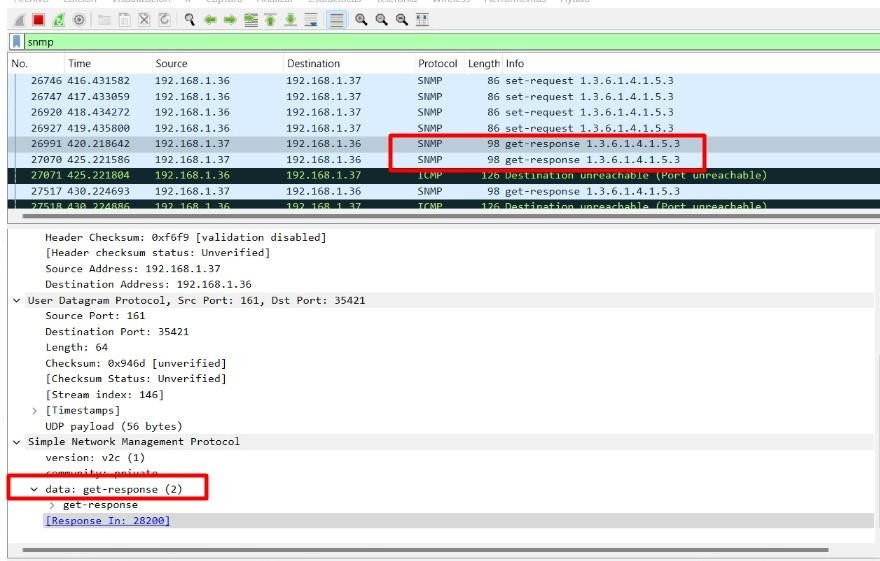 Archivo Edición Visualización Ir Captura Analizar Estadísticas Telefonía Wireless Herramientas Ayuda
snmp
No. Time Source Destination Protocol Length Info
26746 416.431582 192.168.1.36 192.168.1.37 SNMP 86 set-request 1.3.6.1.4.1.5.3
26747 417.433059 192.168.1.36 192.168.1.37 SNMP 86 set-request 1.3.6.1.4.1.5.3
26920 418.434272 192.168.1.36 192.168.1.37 SNMP 86 set-request 1.3.6.1.4.1.5.3
26927 419.435800 192.168.1.36 192.168.1.37 SNMP 86 set-request 1.3.6.1.4.1.5.3
26991 420.218642 192.168.1.37 192.168.1.36 SNMP 98 get-response 1.3.6.1.4.1.5.3
27070 425.221586 192.168.1.37 192.168.1.36 SNMP 98 get-response 1.3.6.1.4.1.5.3
27071 425.221804 192.168.1.36 192.168.1.37 ICMP 126 Destination unreachable (Port unreachable)
27517 430.224693 192.168.1.37 192.168.1.36 SNMP 98 get-response 1.3.6.1.4.1.5.3
27518 430.224886 192.168.1.36 192.168.1.37 ICMP 126 Destination unreachable (Port unreachable)
Header Checksum: 0xf6f9 [validation disabled]
[Header checksum status: Unverified]
Source Address: 192.168.1.37
Destination Address: 192.168.1.36
User Datagram Protocol, Src Port: 161, Dst Port: 35421
Source Port: 161
Destination Port: 35421
Length: 64
Checksum: 0x946d [unverified]
[Checksum Status: Unverified]
[Stream index: 146]
[Timestamps]
UDP payload (56 bytes)
Simple Network Management Protocol
version: v2c (1)
community: private
data: get-response (2)
get-response
[Response In: 28200]